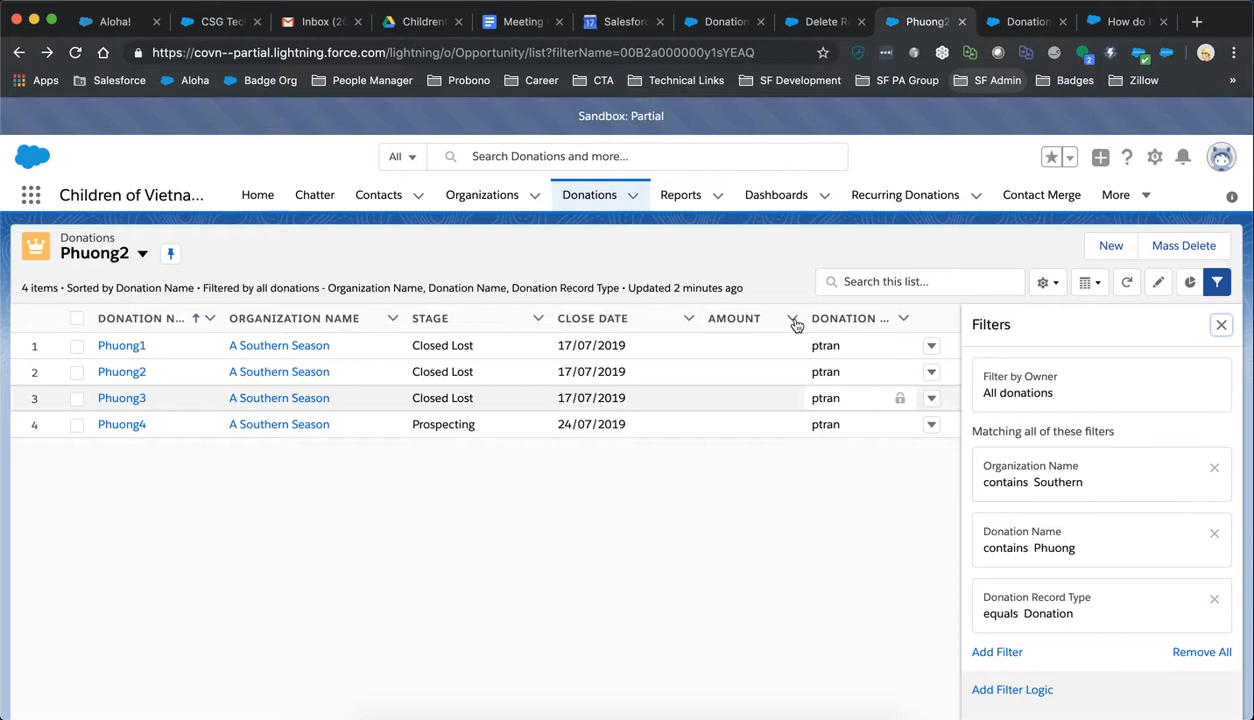 Aloha!
CSG Tec
Inbox (2
Children
Meeting
Salesfor
Donation
Delete R
Phuong2
Donation
How do
https://covn--partial.lightning.force.com/lightning/o/Opportunity/list?filterName=00B2a000000y1sYEAQ
2
Apps
Salesforce
Aloha
Badge Org
People Manager
Probono
Career
CTA
Technical Links
SF Development
SF PA Group
SF Admin
Badges
Zillow
»
Sandbox: Partial
All
Search Donations and more...
Children of Vietna...
Home
Chatter
Contacts
Organizations
Donations
Reports
Dashboards
Recurring Donations
Contact Merge
More
Donations
Phuong2
New
Mass Delete
4 items • Sorted by Donation Name • Filtered by all donations - Organization Name, Donation Name, Donation Record Type • Updated 2 minutes ago
Search this list...
DONATION N... ORGANIZATION NAME STAGE CLOSE DATE AMOUNT DONATION ...
1 Phuong1 A Southern Season Closed Lost 17/07/2019 ptran
2 Phuong2 A Southern Season Closed Lost 17/07/2019 ptran
3 Phuong3 A Southern Season Closed Lost 17/07/2019 ptran
4 Phuong4 A Southern Season Prospecting 24/07/2019 ptran
Filters
Filter by Owner
All donations
Matching all of these filters
Organization Name
contains Southern
Donation Name
contains Phuong
Donation Record Type
equals Donation
Add Filter
Remove All
Add Filter Logic